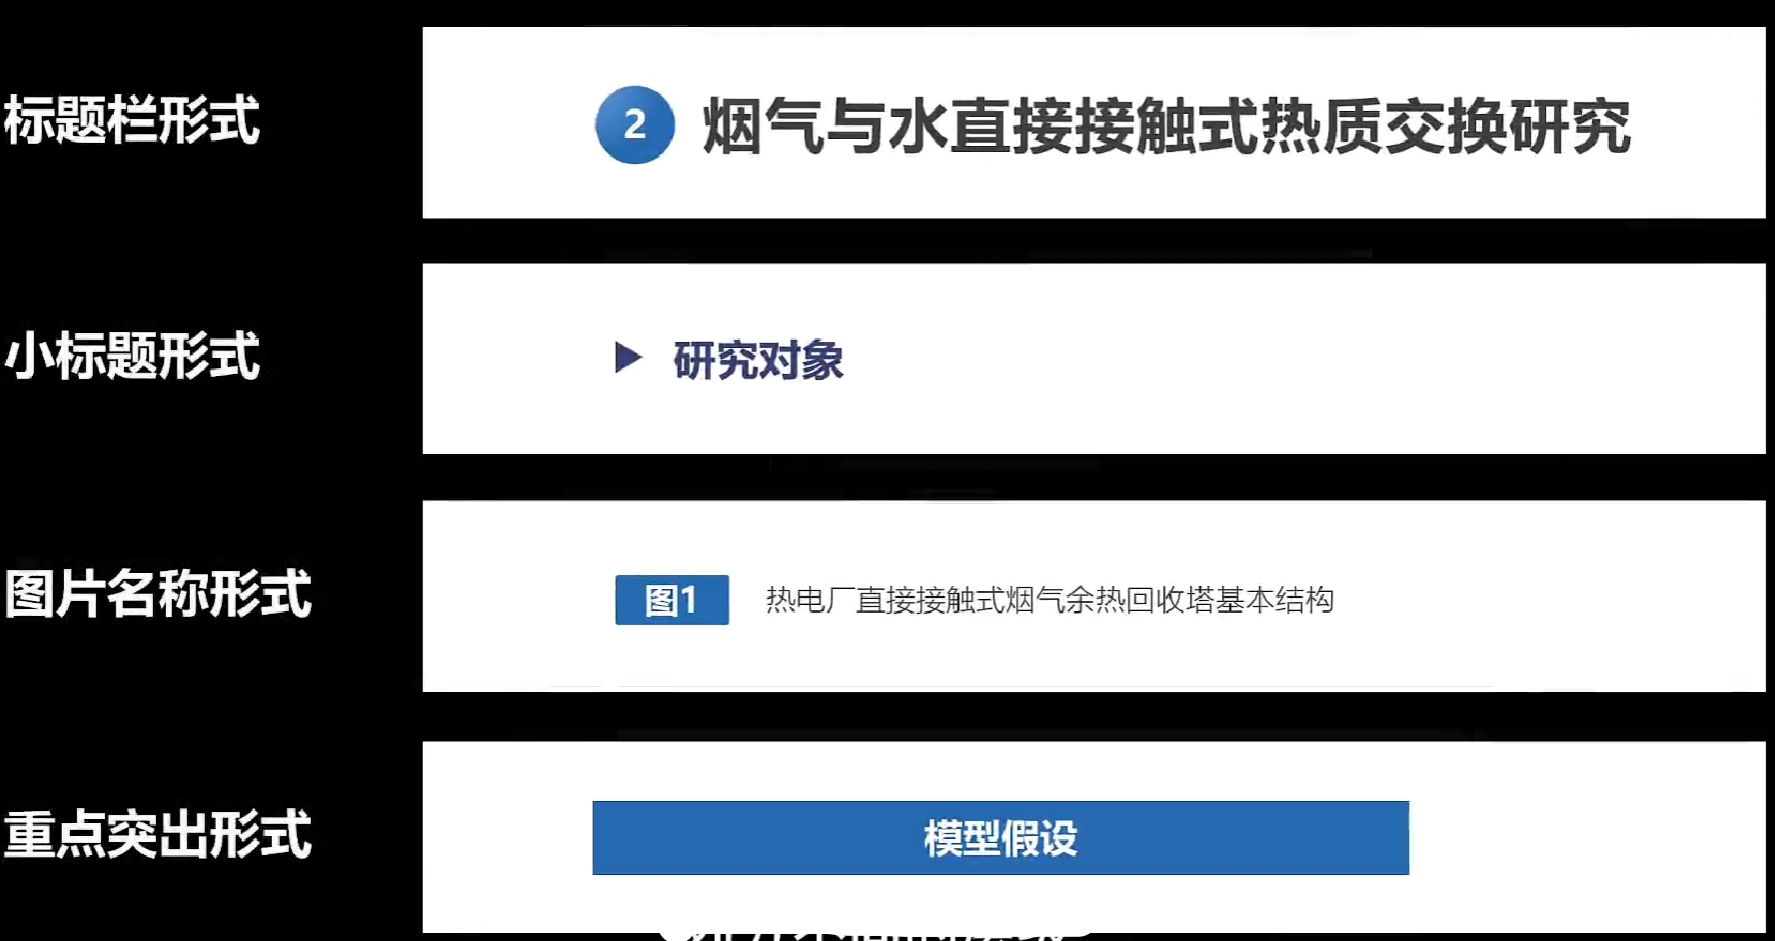 标题栏形式
2 烟气与水直接接触式热质交换研究
小标题形式
研究对象
图片名称形式
图1 热电厂直接接触式烟气余热回收塔基本结构
重点突出形式
模型假设